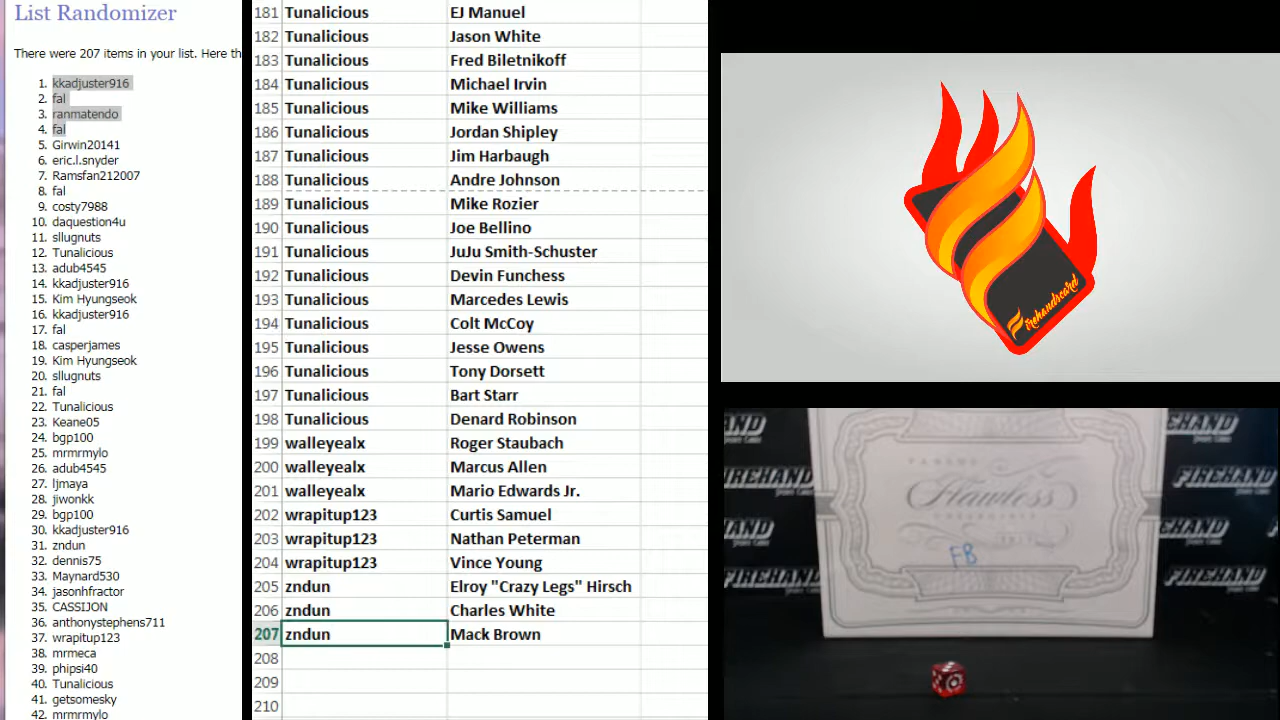 List Randomizer
There were 207 items in your list. Here th
1. kkadjuster916
2. fal
3. ranmatendo
4. fal
5. Girwin20141
6. eric.l.snyder
7. Ramsfan212007
8. fal
9. costy7988
10. daquestion4u
11. sllugnuts
12. Tunalicious
13. adub4545
14. kkadjuster916
15. Kim Hyungseok
16. kkadjuster916
17. fal
18. casperjames
19. Kim Hyungseok
20. sllugnuts
21. fal
22. Tunalicious
23. Keane05
24. bgp100
25. mrmrmylo
26. adub4545
27. ljmaya
28. jiwonkk
29. bgp100
30. kkadjuster916
31. zndun
32. dennis75
33. Maynard530
34. jasonhfractor
35. CASSIJON
36. anthonystephens711
37. wrapitup123
38. mrmeca
39. phipsi40
40. Tunalicious
41. getsomesky
42. mrmrmylo
181 Tunalicious EJ Manuel
182 Tunalicious Jason White
183 Tunalicious Fred Biletnikoff
184 Tunalicious Michael Irvin
185 Tunalicious Mike Williams
186 Tunalicious Jordan Shipley
187 Tunalicious Jim Harbaugh
188 Tunalicious Andre Johnson
189 Tunalicious Mike Rozier
190 Tunalicious Joe Bellino
191 Tunalicious JuJu Smith-Schuster
192 Tunalicious Devin Funchess
193 Tunalicious Marcedes Lewis
194 Tunalicious Colt McCoy
195 Tunalicious Jesse Owens
196 Tunalicious Tony Dorsett
197 Tunalicious Bart Starr
198 Tunalicious Denard Robinson
199 walleyealx Roger Staubach
200 walleyealx Marcus Allen
201 walleyealx Mario Edwards Jr.
202 wrapitup123 Curtis Samuel
203 wrapitup123 Nathan Peterman
204 wrapitup123 Vince Young
205 zndun Elroy "Crazy Legs" Hirsch
206 zndun Charles White
207 zndun Mack Brown
208
209
210
Firehandscard
PANINI
Flawless
FB
FIREHAND
FIREHAND